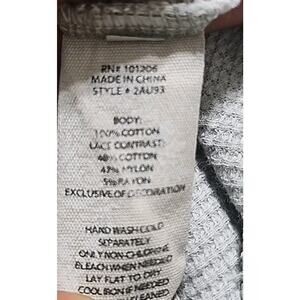 RN# 101206
MADE IN CHINA
STYLE # 2AU93
BODY:
100% COTTON
LACE CONTRAST:
48% COTTON
47% NYLON
5% RAYON
EXCLUSIVE OF DECORATION
HAND WASH COLD
SEPARATELY
ONLY NON-CHLORINE
BLEACH WHEN NEEDED
LAY FLAT TO DRY
COOL IRON IF NEEDED
CLEANED